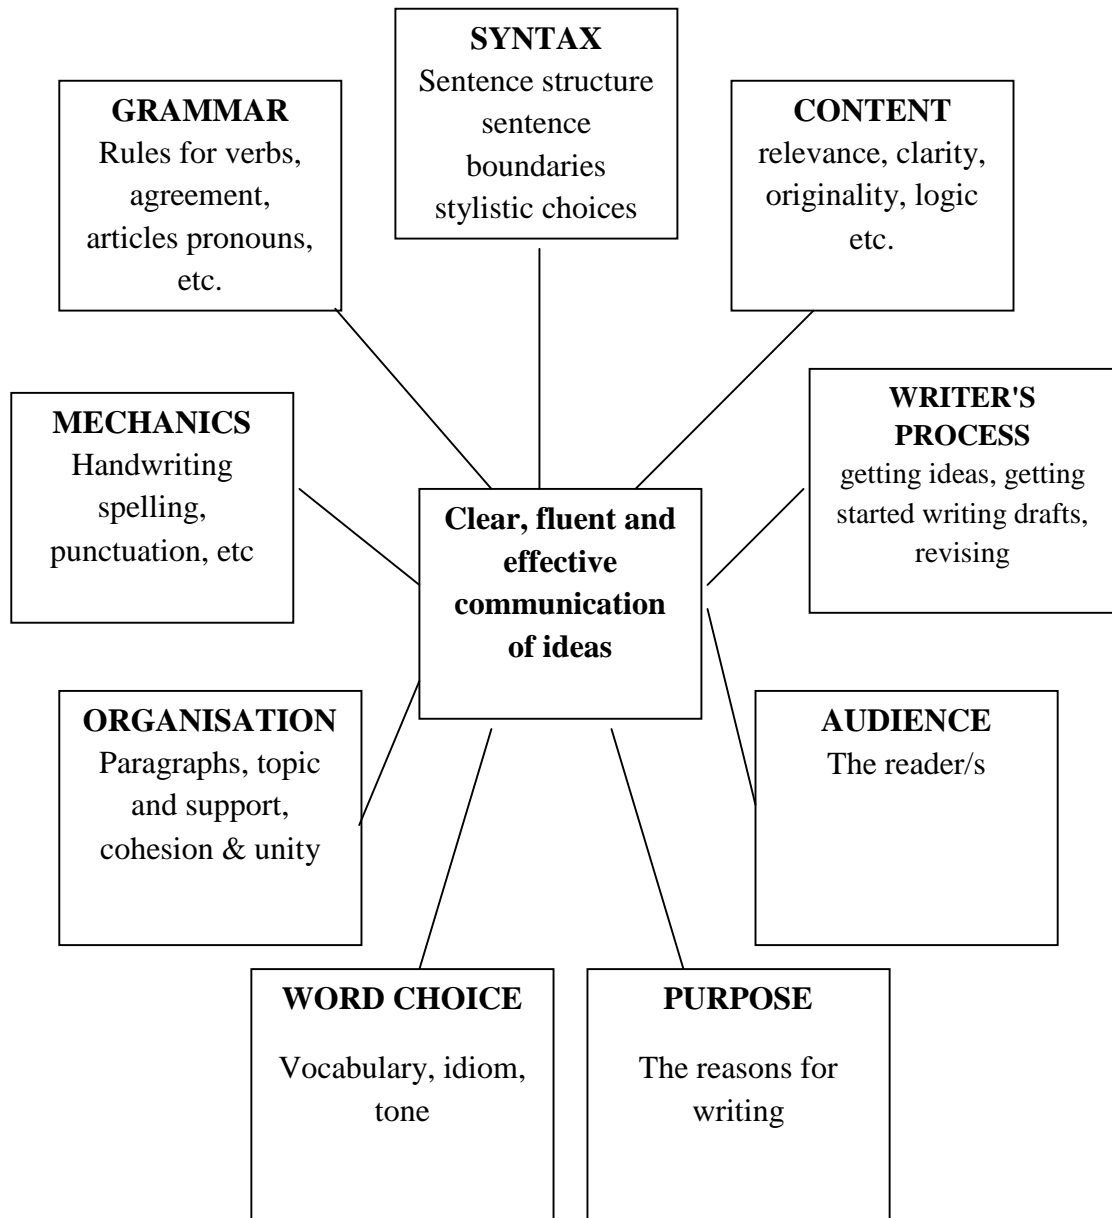 SYNTAX
Sentence structure
sentence
boundaries
stylistic choices
GRAMMAR
Rules for verbs,
agreement,
articles pronouns,
etc.
CONTENT
relevance, clarity,
originality, logic
etc.
MECHANICS
Handwriting
spelling,
punctuation, etc
WRITER'S
PROCESS
getting ideas, getting
started writing drafts,
revising
Clear, fluent and
effective
communication
of ideas
ORGANISATION
Paragraphs, topic
and support,
cohesion & unity
AUDIENCE
The reader/s
WORD CHOICE
Vocabulary, idiom,
tone
PURPOSE
The reasons for
writing